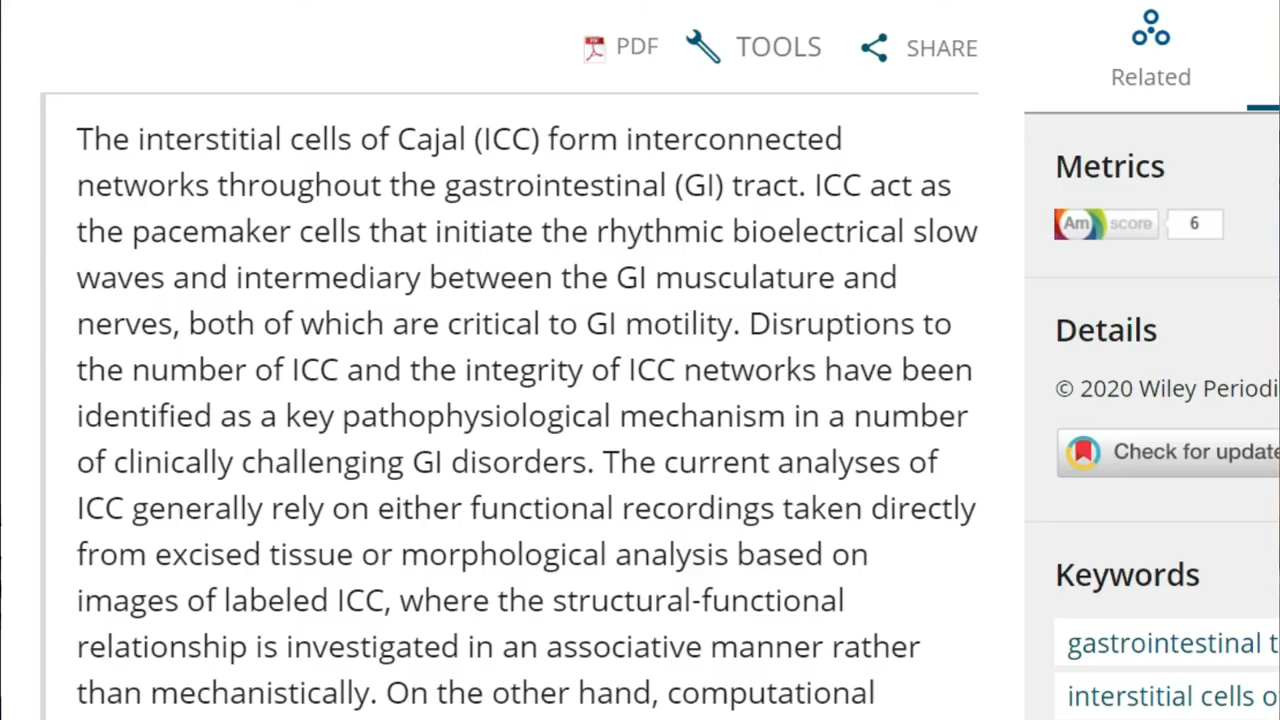 PDF TOOLS SHARE
Related
The interstitial cells of Cajal (ICC) form interconnected
networks throughout the gastrointestinal (GI) tract. ICC act as
the pacemaker cells that initiate the rhythmic bioelectrical slow
waves and intermediary between the GI musculature and
nerves, both of which are critical to GI motility. Disruptions to
the number of ICC and the integrity of ICC networks have been
identified as a key pathophysiological mechanism in a number
of clinically challenging GI disorders. The current analyses of
ICC generally rely on either functional recordings taken directly
from excised tissue or morphological analysis based on
images of labeled ICC, where the structural-functional
relationship is investigated in an associative manner rather
than mechanistically. On the other hand, computational
Metrics
Am score 6
Details
© 2020 Wiley Periodi
Check for update
Keywords
gastrointestinal t
interstitial cells o